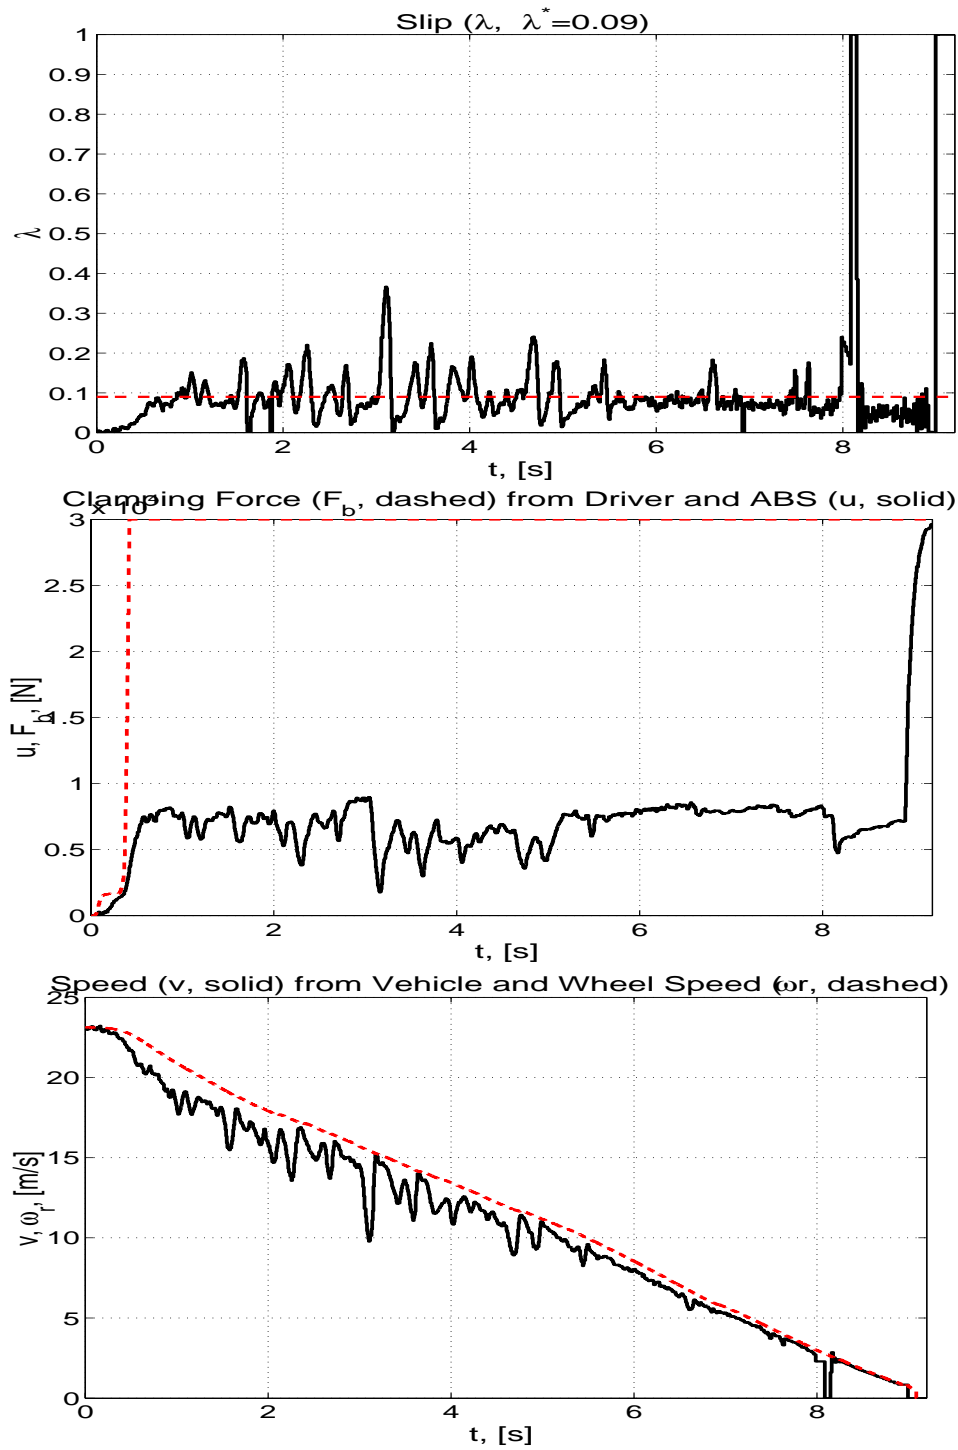 Slip (λ, λ*=0.09)
1
0.9
0.8
0.7
0.6
0.5
0.4
0.3
0.2
0.1
0
λ
0 2 4 6 8
t, [s]
Clamping Force (F_b, dashed) from Driver and ABS (u, solid)
3
2.5
2
1.5
1
0.5
0
u, F_b, [N]
0 2 4 6 8
t, [s]
Speed (v, solid) from Vehicle and Wheel Speed (ωr, dashed)
25
20
15
10
5
0
v, ω_r, [m/s]
0 2 4 6 8
t, [s]